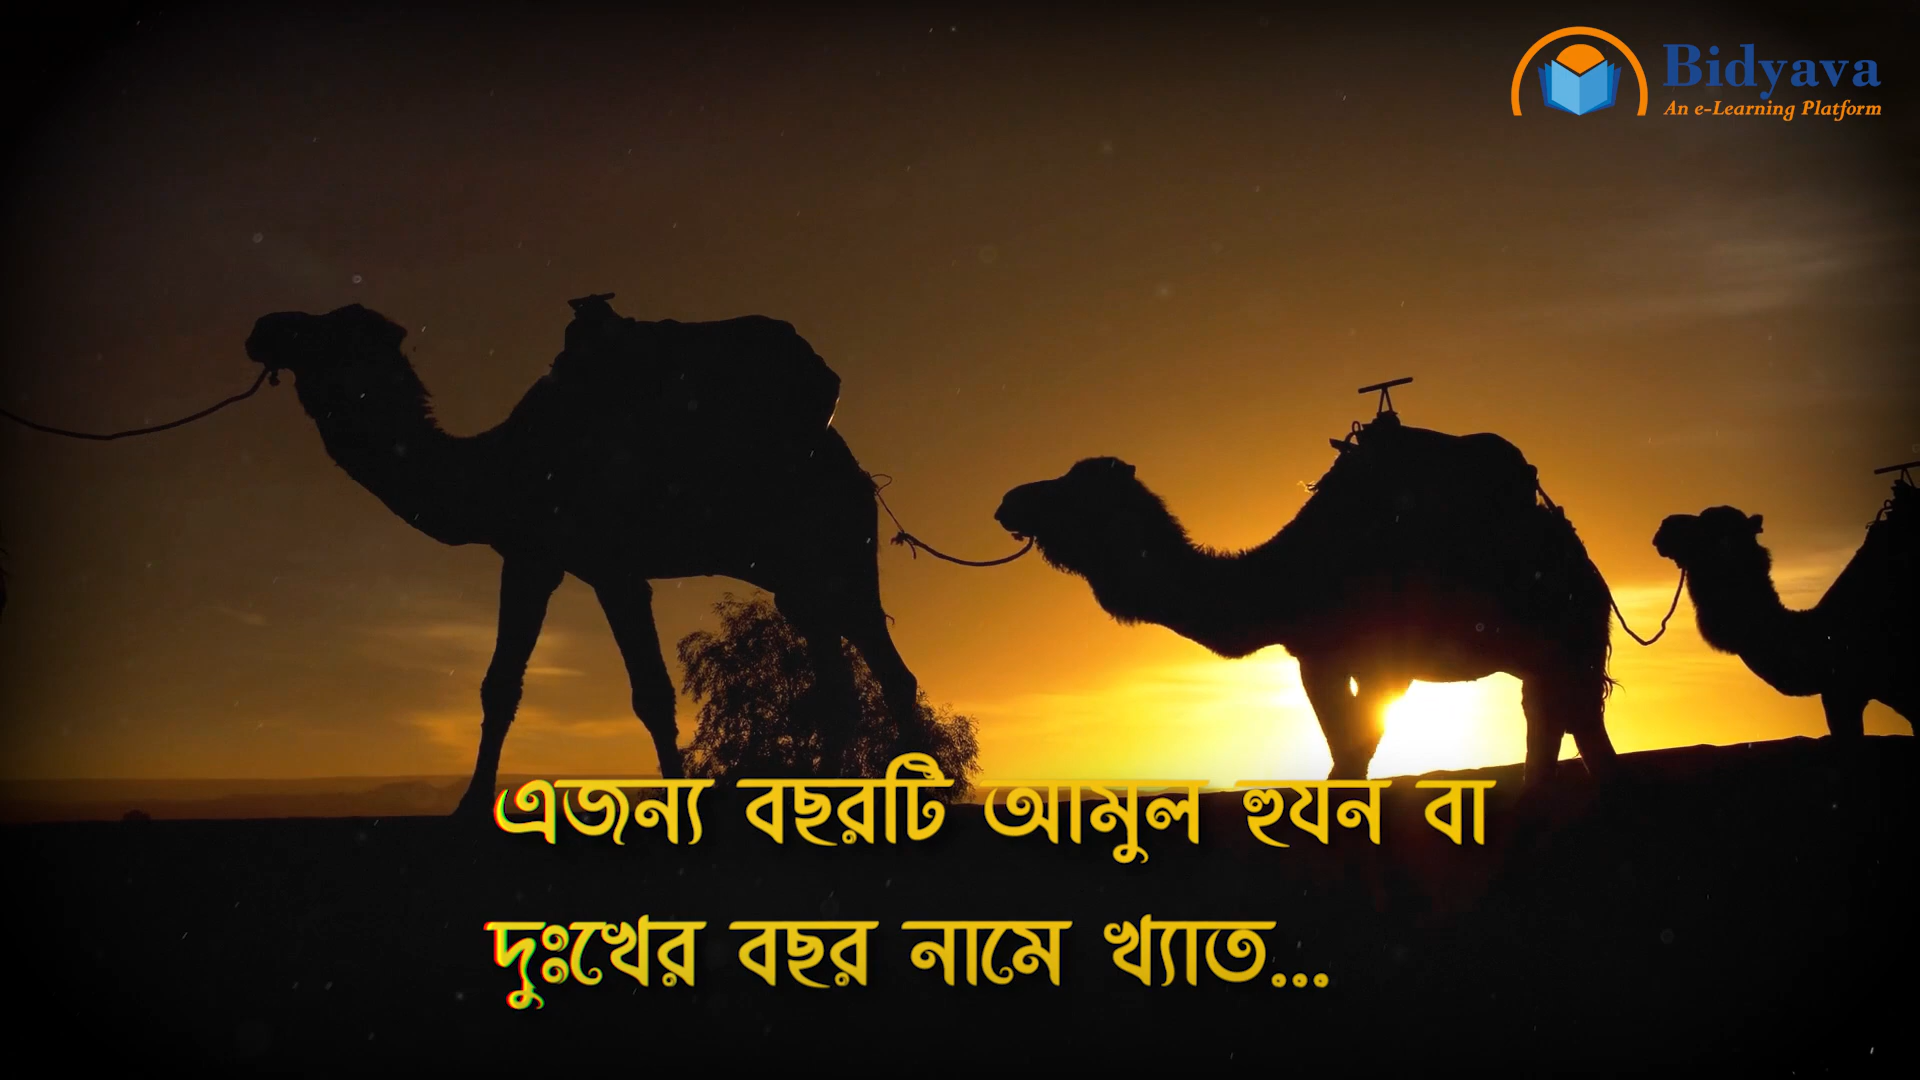 Bidyava
An e-Learning Platform
এজন্য বছরটি আমুল হুযন বা
দুঃখের বছর নামে খ্যাত...